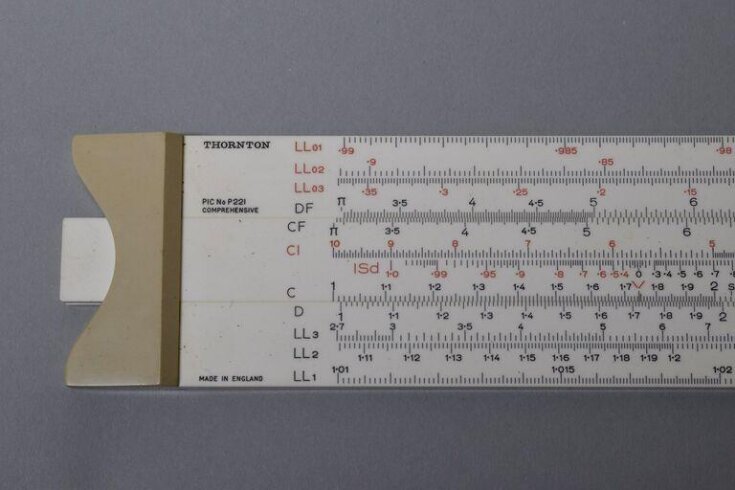 THORNTON
LL01 ·99 ·985 ·98
·9 ·85
LL02
LL03 ·35 ·3 ·25 ·2 ·15
PIC No P221
COMPREHENSIVE
DF π 3·5 4 4·5 5 6
CF π 3·5 4 4·5 5 6
CI 10 9 8 7 6 5
ISd 1·0 ·99 ·95 ·9 ·8 ·7 ·6 ·5 ·4 0 ·3 ·4 ·5 ·6 ·7 ·8
C 1 1·1 1·2 1·3 1·4 1·5 1·6 1·7 1·8 1·9 2
D 1 1·1 1·2 1·3 1·4 1·5 1·6 1·7 1·8 1·9 2
LL3 2·7 3 3·5 4 5 6 7
LL2 1·11 1·12 1·13 1·14 1·15 1·16 1·17 1·18 1·19 1·2
MADE IN ENGLAND
LL1 1·01 1·015 1·02